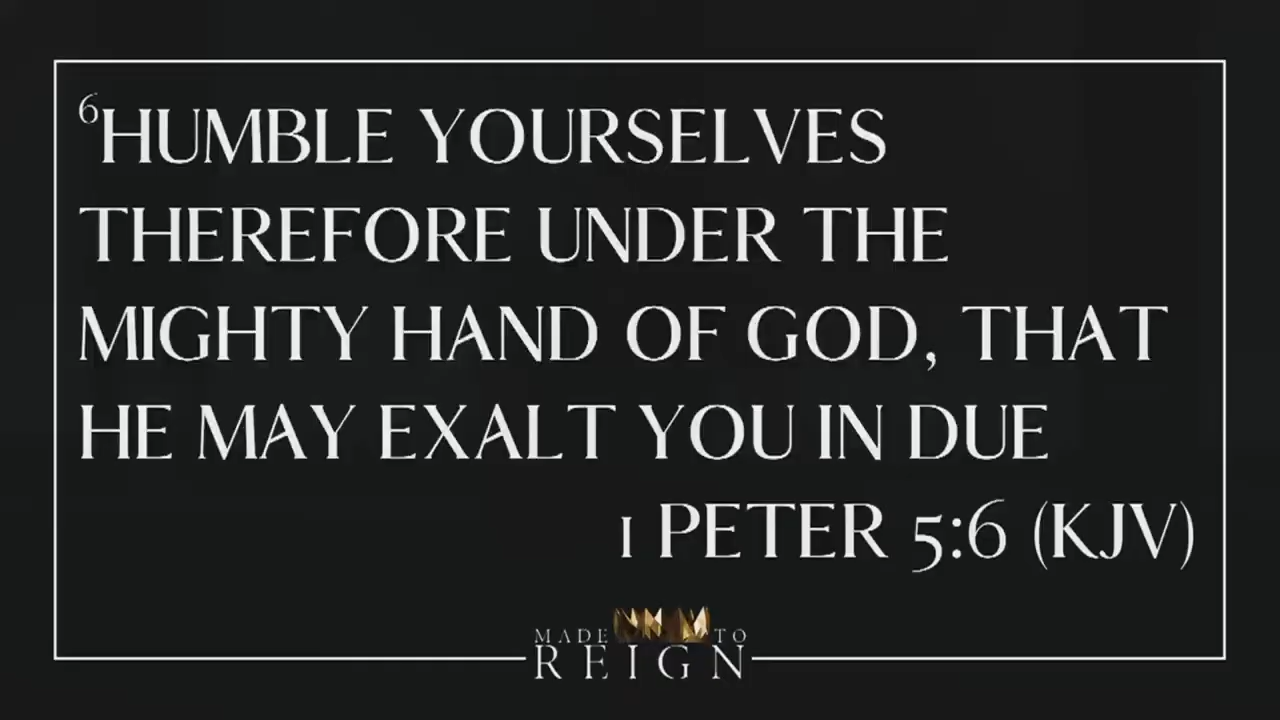 ⁶HUMBLE YOURSELVES
THEREFORE UNDER THE
MIGHTY HAND OF GOD, THAT
HE MAY EXALT YOU IN DUE
1 PETER 5:6 (KJV)
MADE TO
REIGN